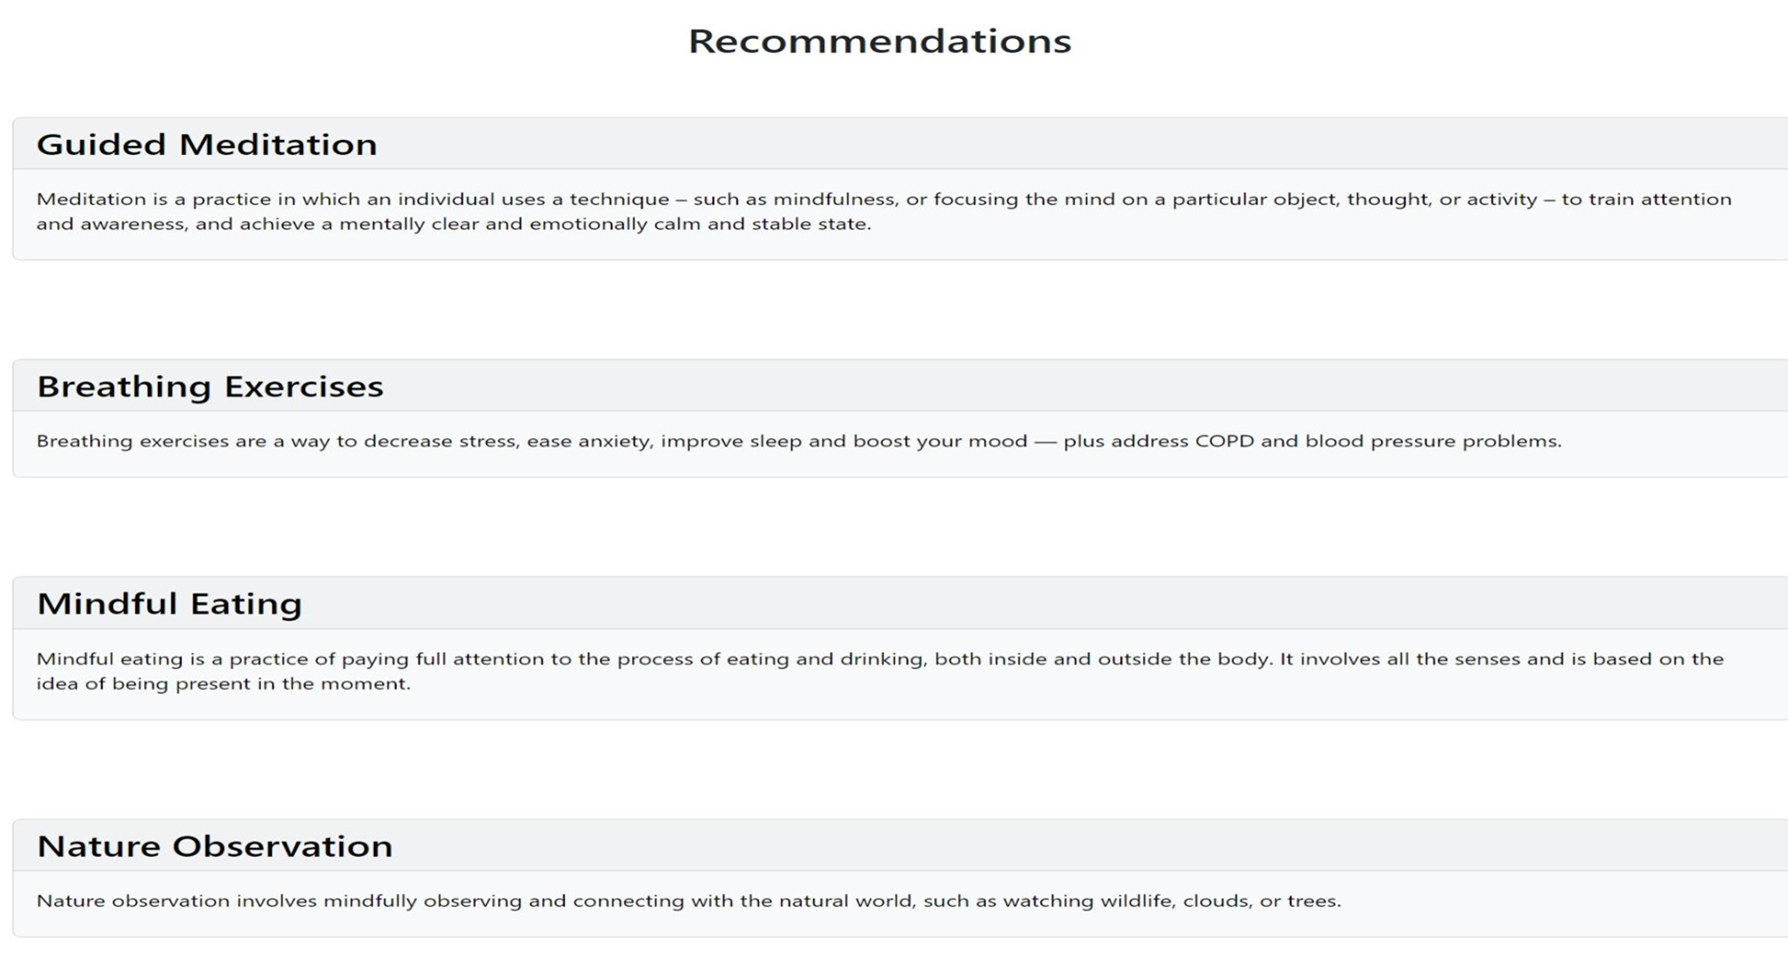 Recommendations
Guided Meditation
Meditation is a practice in which an individual uses a technique – such as mindfulness, or focusing the mind on a particular object, thought, or activity – to train attention
and awareness, and achieve a mentally clear and emotionally calm and stable state.
Breathing Exercises
Breathing exercises are a way to decrease stress, ease anxiety, improve sleep and boost your mood — plus address COPD and blood pressure problems.
Mindful Eating
Mindful eating is a practice of paying full attention to the process of eating and drinking, both inside and outside the body. It involves all the senses and is based on the
idea of being present in the moment.
Nature Observation
Nature observation involves mindfully observing and connecting with the natural world, such as watching wildlife, clouds, or trees.